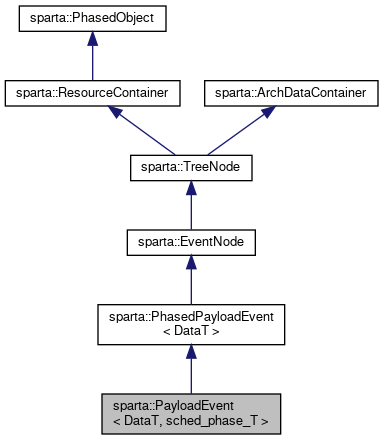 sparta::PhasedObject
sparta::ResourceContainer
sparta::ArchDataContainer
sparta::TreeNode
sparta::EventNode
sparta::PhasedPayloadEvent
< DataT >
sparta::PayloadEvent
< DataT, sched_phase_T >